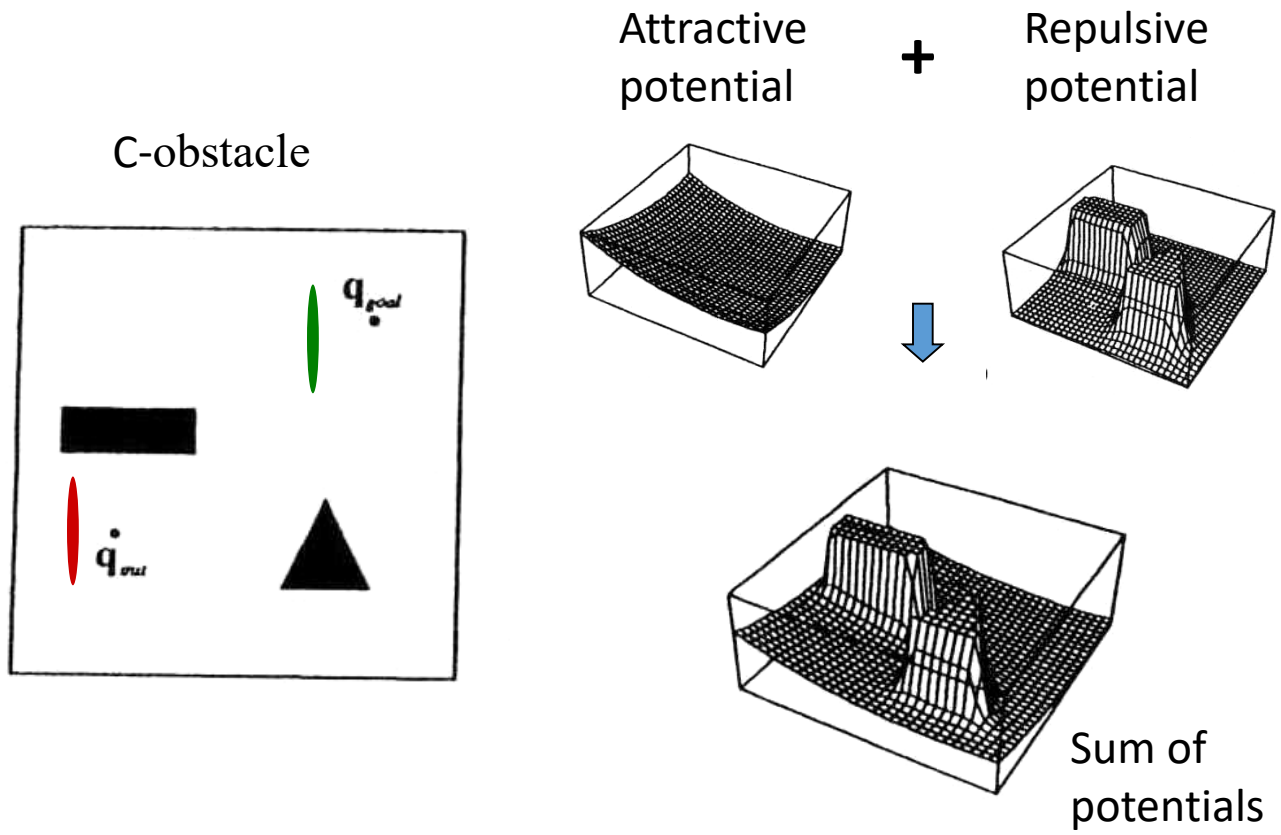 Attractive
potential
+
Repulsive
potential
C-obstacle
q goal
Sum of
potentials